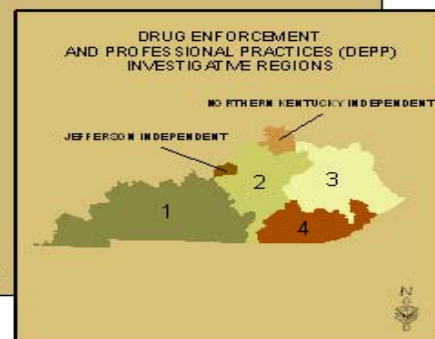 DRUG ENFORCEMENT
AND PROFESSIONAL PRACTICES (DEPP)
INVESTIGATIVE REGIONS
NORTHERN KENTUCKY INDEPENDENT
JEFFERSON INDEPENDENT
2
3
1
4
N